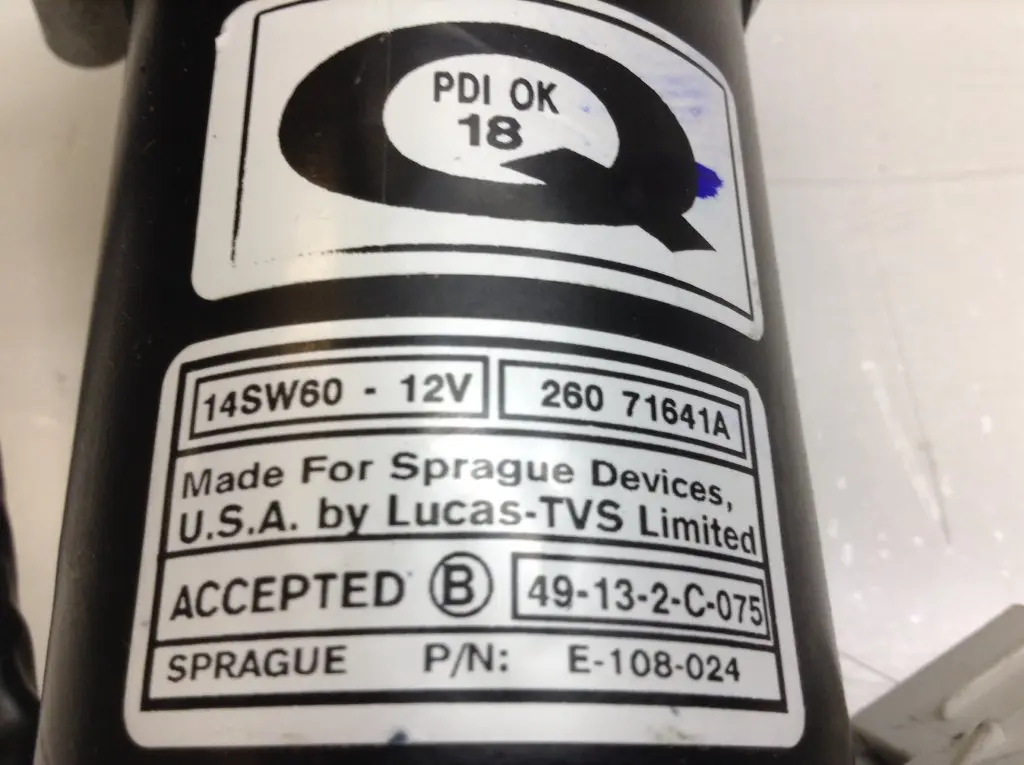 PDI OK
18
14SW60 - 12V 260 71641A
Made For Sprague Devices,
U.S.A. by Lucas-TVS Limited
ACCEPTED B 49-13-2-C-075
SPRAGUE P/N: E-108-024